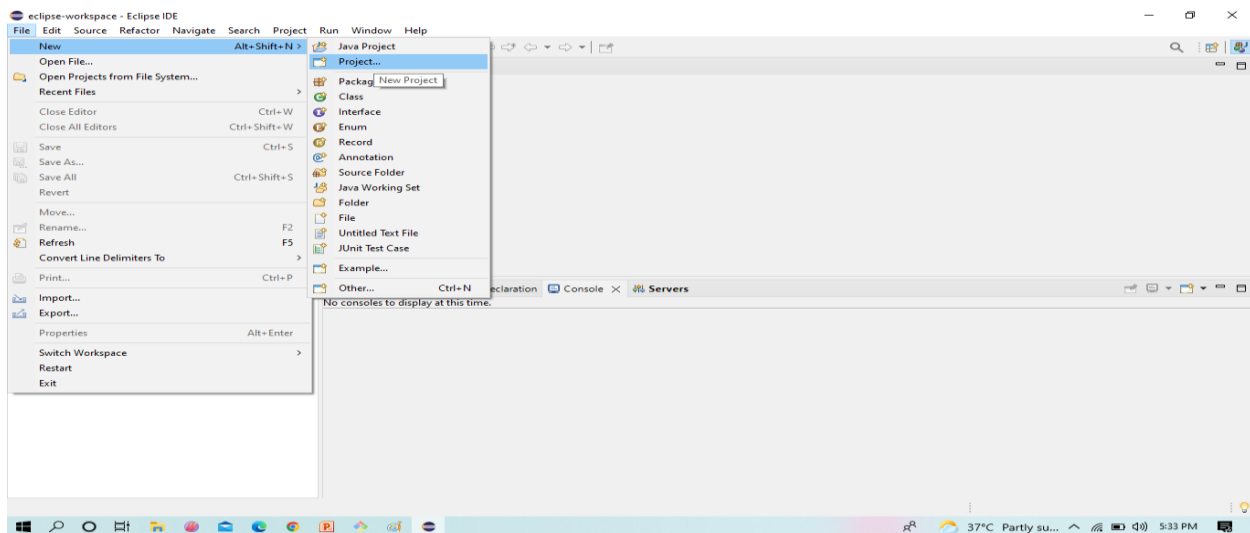 eclipse-workspace - Eclipse IDE
File Edit Source Refactor Navigate Search Project Run Window Help
New Alt+Shift+N >
Open File...
Open Projects from File System...
Recent Files >
Close Editor Ctrl+W
Close All Editors Ctrl+Shift+W
Save Ctrl+S
Save As...
Save All Ctrl+Shift+S
Revert
Move...
Rename... F2
Refresh F5
Convert Line Delimiters To >
Print... Ctrl+P
Import...
Export...
Properties Alt+Enter
Switch Workspace >
Restart
Exit
Java Project
Project...
Packag
New Project
Class
Interface
Enum
Record
Annotation
Source Folder
Java Working Set
Folder
File
Untitled Text File
JUnit Test Case
Example...
Other... Ctrl+N
eclaration Console Servers
No consoles to display at this time.
37°C Partly su... 5:33 PM